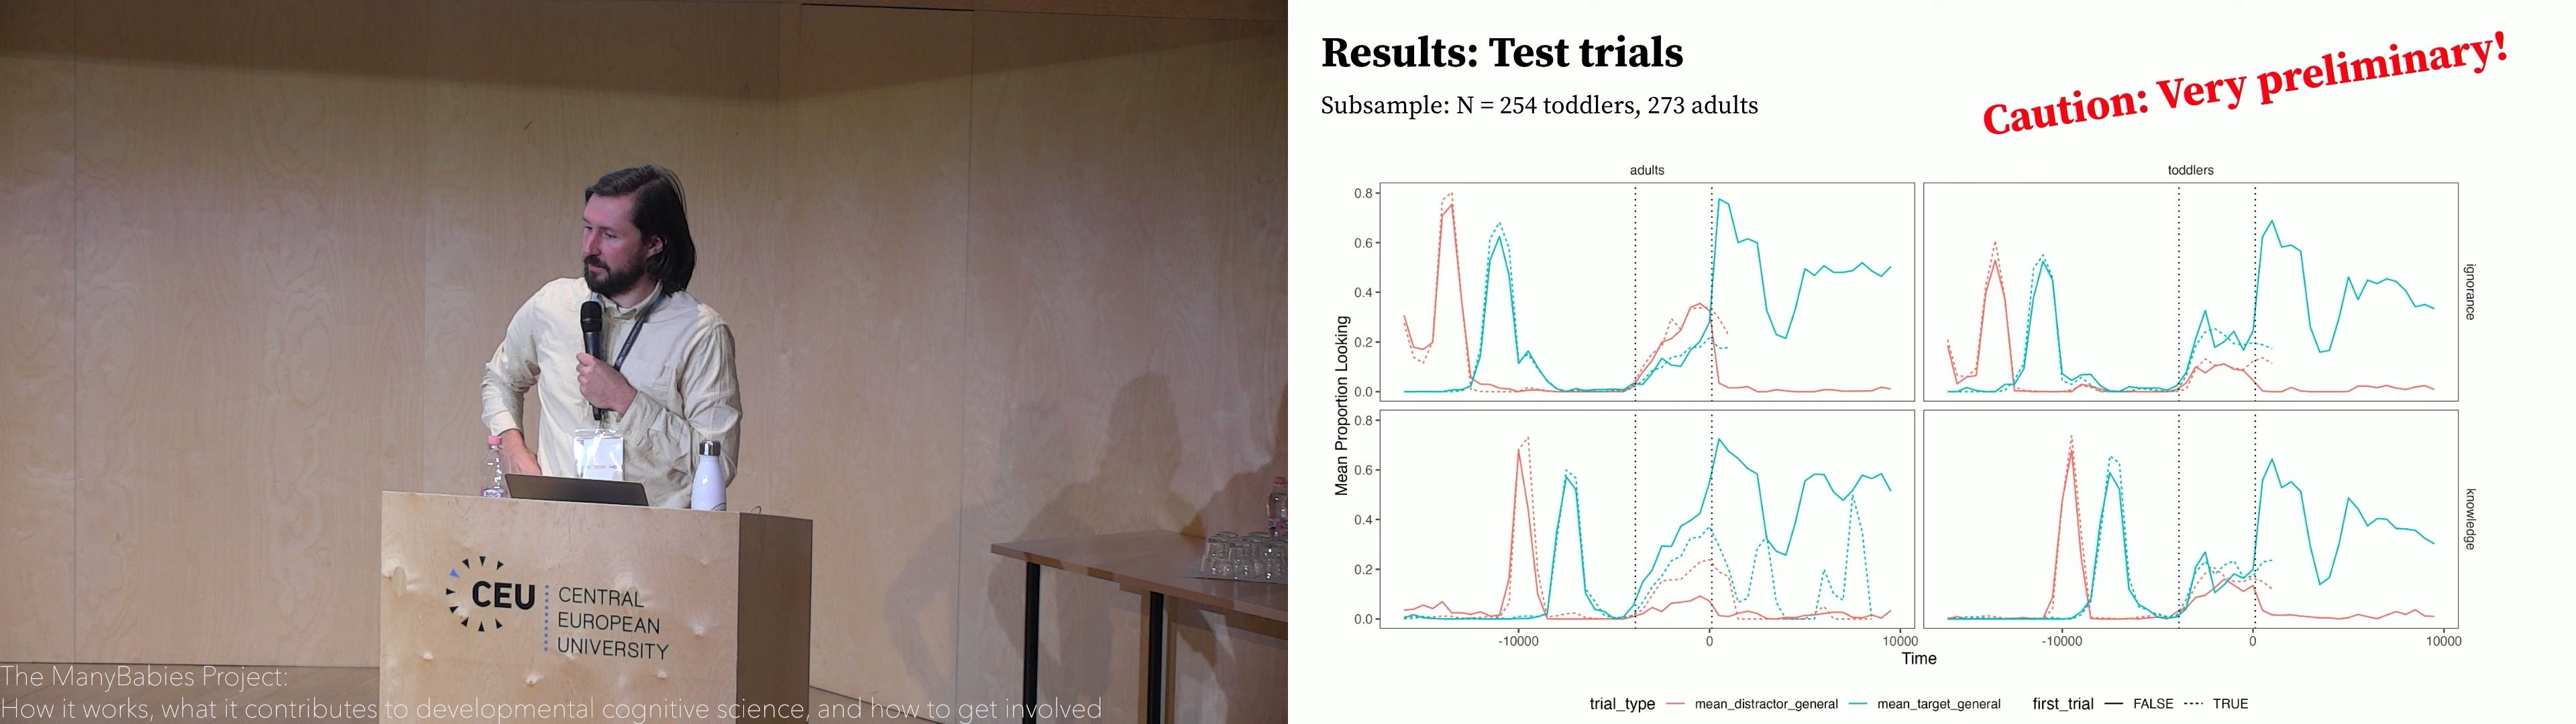 CEU
CENTRAL
EUROPEAN
UNIVERSITY
The ManyBabies Project:
How it works, what it contributes to developmental cognitive science, and how to get involved
Results: Test trials
Caution: Very preliminary!
Subsample: N = 254 toddlers, 273 adults
adults
toddlers
Mean Proportion Looking
0.8
0.6
0.4
0.2
0.0
ignorance
0.8
0.6
0.4
0.2
0.0
knowledge
-10000 0 10000
-10000 0 10000
Time
trial_type mean_distractor_general mean_target_general first_trial FALSE TRUE